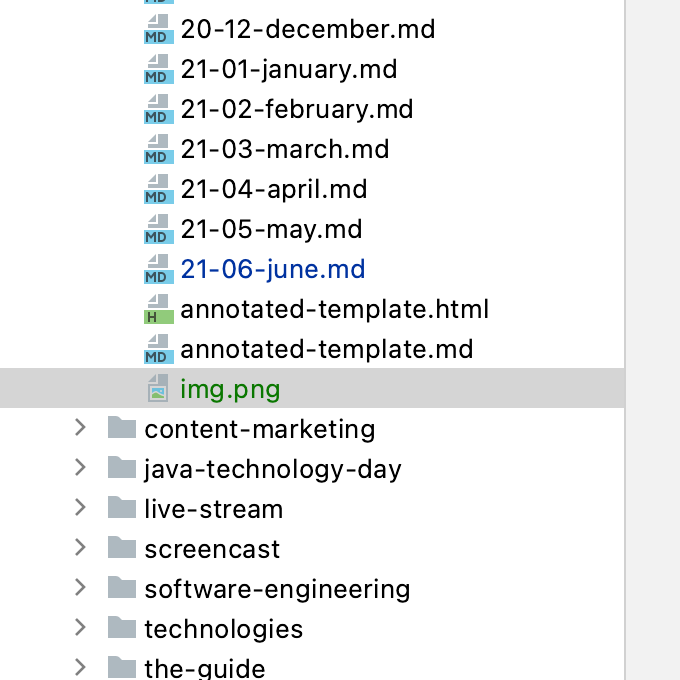 MD 20-12-december.md
MD 21-01-january.md
MD 21-02-february.md
MD 21-03-march.md
MD 21-04-april.md
MD 21-05-may.md
MD 21-06-june.md
H annotated-template.html
MD annotated-template.md
img.png
content-marketing
java-technology-day
live-stream
screencast
software-engineering
technologies
the-guide